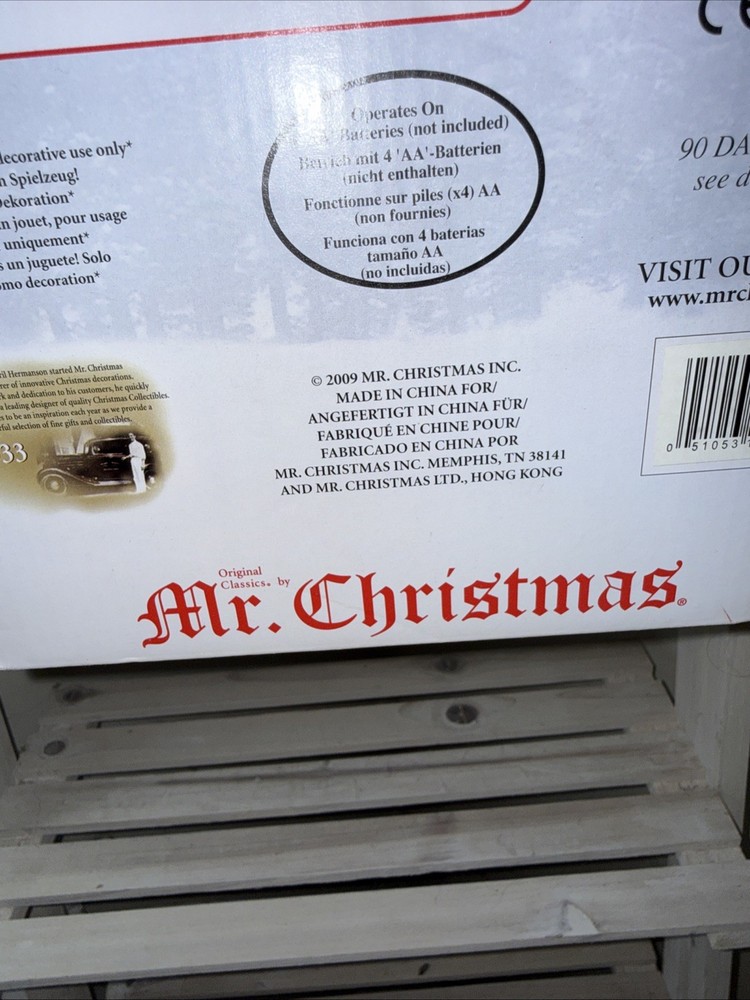 Operates On
Batteries (not included)
Betrieb mit 4 'AA'-Batterien
(nicht enthalten)
Fonctionne sur piles (x4) AA
(non fournies)
Funciona con 4 baterias
tamaño AA
(no incluidas)
decorative use only*
n Spielzeug!
Dekoration*
n jouet, pour usage
uniquement*
s un juguete! Solo
mo decoration*
90 DA
see d
VISIT OU
www.mrc
ril Hermanson started Mr. Christmas
rer of innovative Christmas decorations.
rk and dedication to his customers, he quickly
a leading designer of quality Christmas Collectibles.
s to be an inspiration each year as we provide a
ful selection of fine gifts and collectibles.
33
© 2009 MR. CHRISTMAS INC.
MADE IN CHINA FOR/
ANGEFERTIGT IN CHINA FÜR/
FABRIQUÉ EN CHINE POUR/
FABRICADO EN CHINA POR
MR. CHRISTMAS INC. MEMPHIS, TN 38141
AND MR. CHRISTMAS LTD., HONG KONG
0 51053
Original
Classics® by
Mr. Christmas®